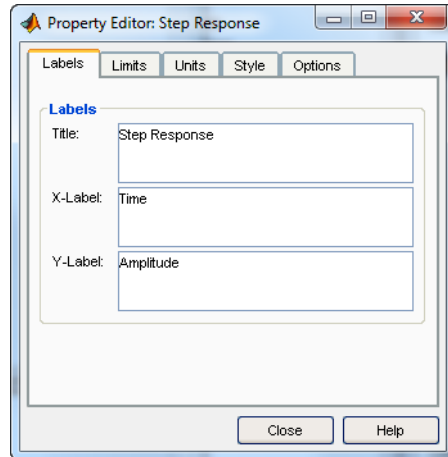 Property Editor: Step Response
Labels Limits Units Style Options
Labels
Title: Step Response
X-Label: Time
Y-Label: Amplitude
Close Help